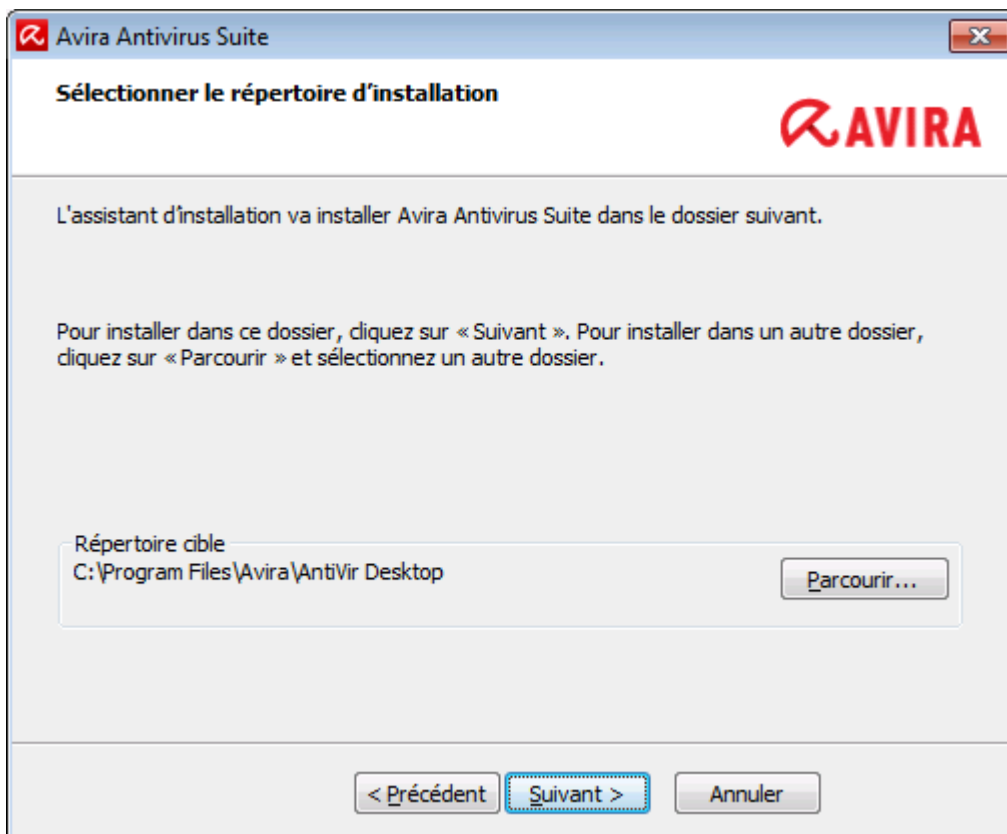 Avira Antivirus Suite
Sélectionner le répertoire d'installation
AVIRA
L'assistant d'installation va installer Avira Antivirus Suite dans le dossier suivant.
Pour installer dans ce dossier, cliquez sur « Suivant ». Pour installer dans un autre dossier,
cliquez sur « Parcourir » et sélectionnez un autre dossier.
Répertoire cible
C:\Program Files\Avira\AntiVir Desktop
Parcourir...
< Précédent
Suivant >
Annuler